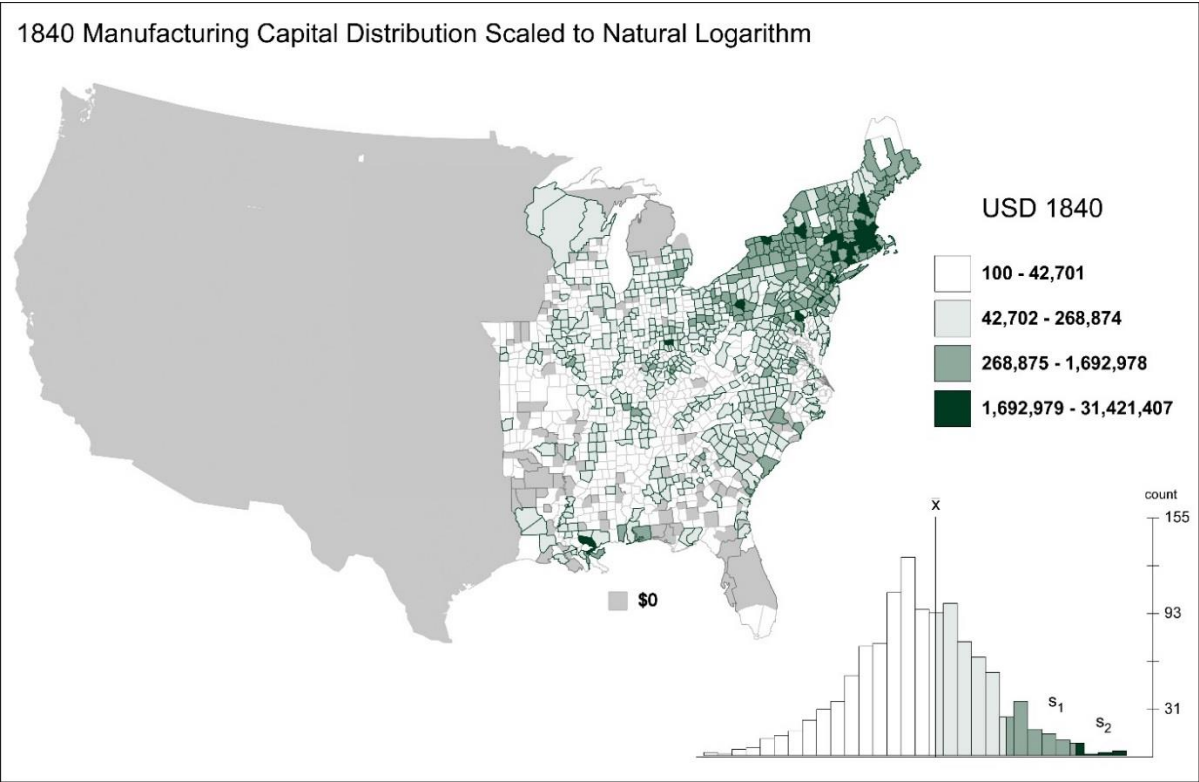 1840 Manufacturing Capital Distribution Scaled to Natural Logarithm
USD 1840
100 - 42,701
42,702 - 268,874
268,875 - 1,692,978
1,692,979 - 31,421,407
$0
count
x̄
155
93
31
s₁
s₂